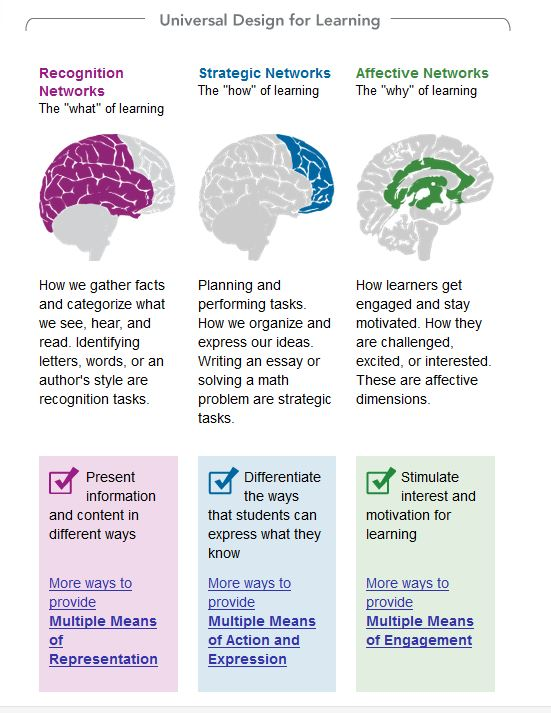 Universal Design for Learning
Recognition
Networks
The "what" of learning
How we gather facts
and categorize what
we see, hear, and
read. Identifying
letters, words, or an
author's style are
recognition tasks.
Present
information
and content in
different ways
More ways to
provide
Multiple Means
of
Representation
Strategic Networks
The "how" of learning
Planning and
performing tasks.
How we organize and
express our ideas.
Writing an essay or
solving a math
problem are strategic
tasks.
Differentiate
the ways
that students can
express what they
know
More ways to
provide
Multiple Means
of Action and
Expression
Affective Networks
The "why" of learning
How learners get
engaged and stay
motivated. How they
are challenged,
excited, or interested.
These are affective
dimensions.
Stimulate
interest and
motivation for
learning
More ways to
provide
Multiple Means
of Engagement